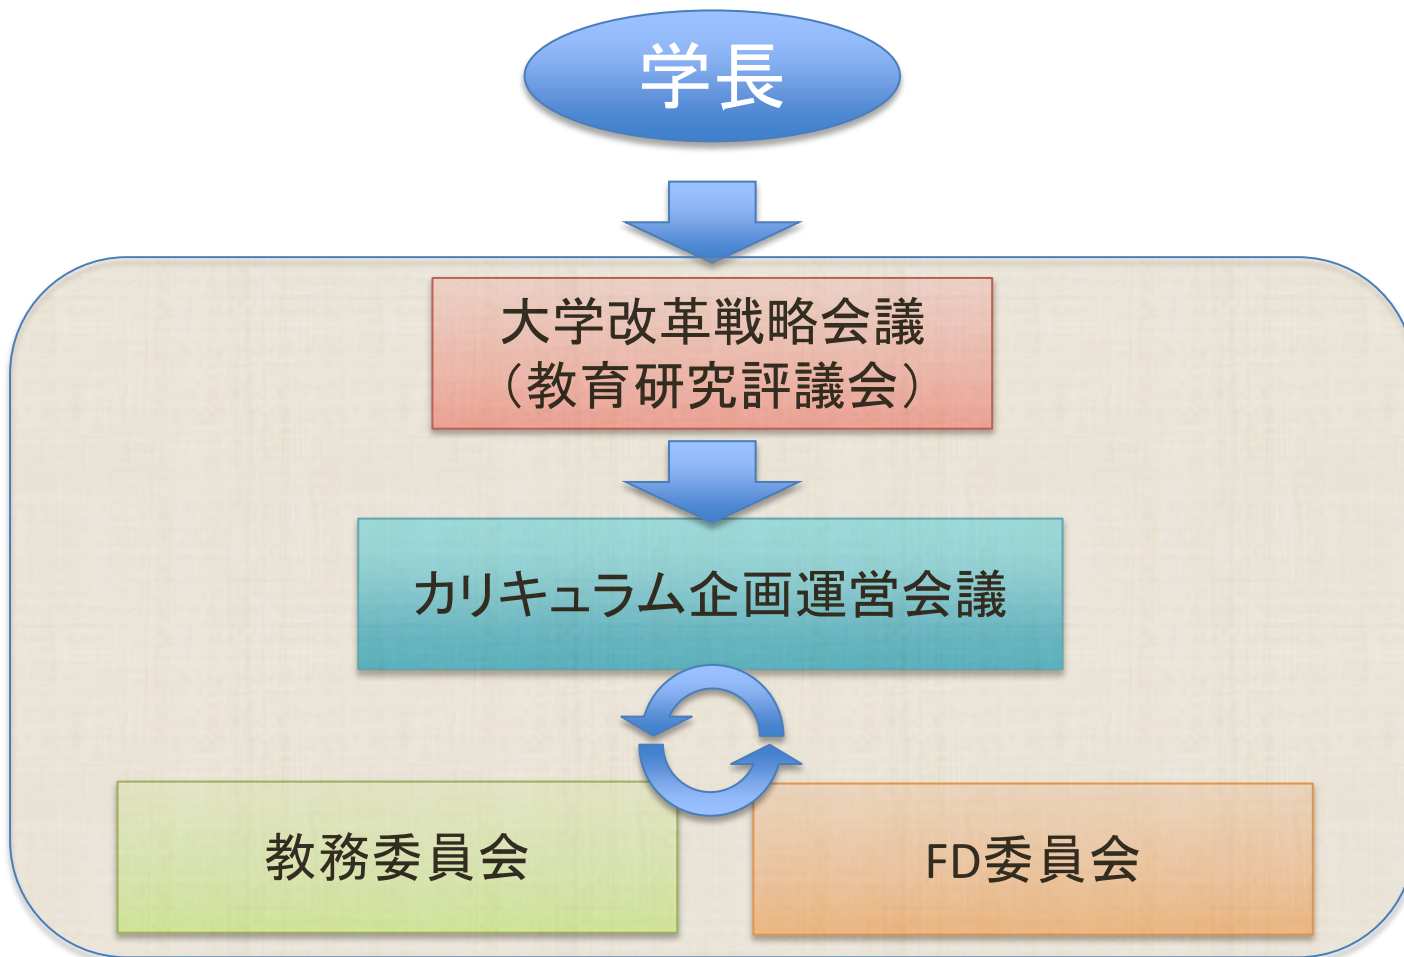 学長
大学改革戦略会議
（教育研究評議会）
カリキュラム企画運営会議
教務委員会
FD委員会